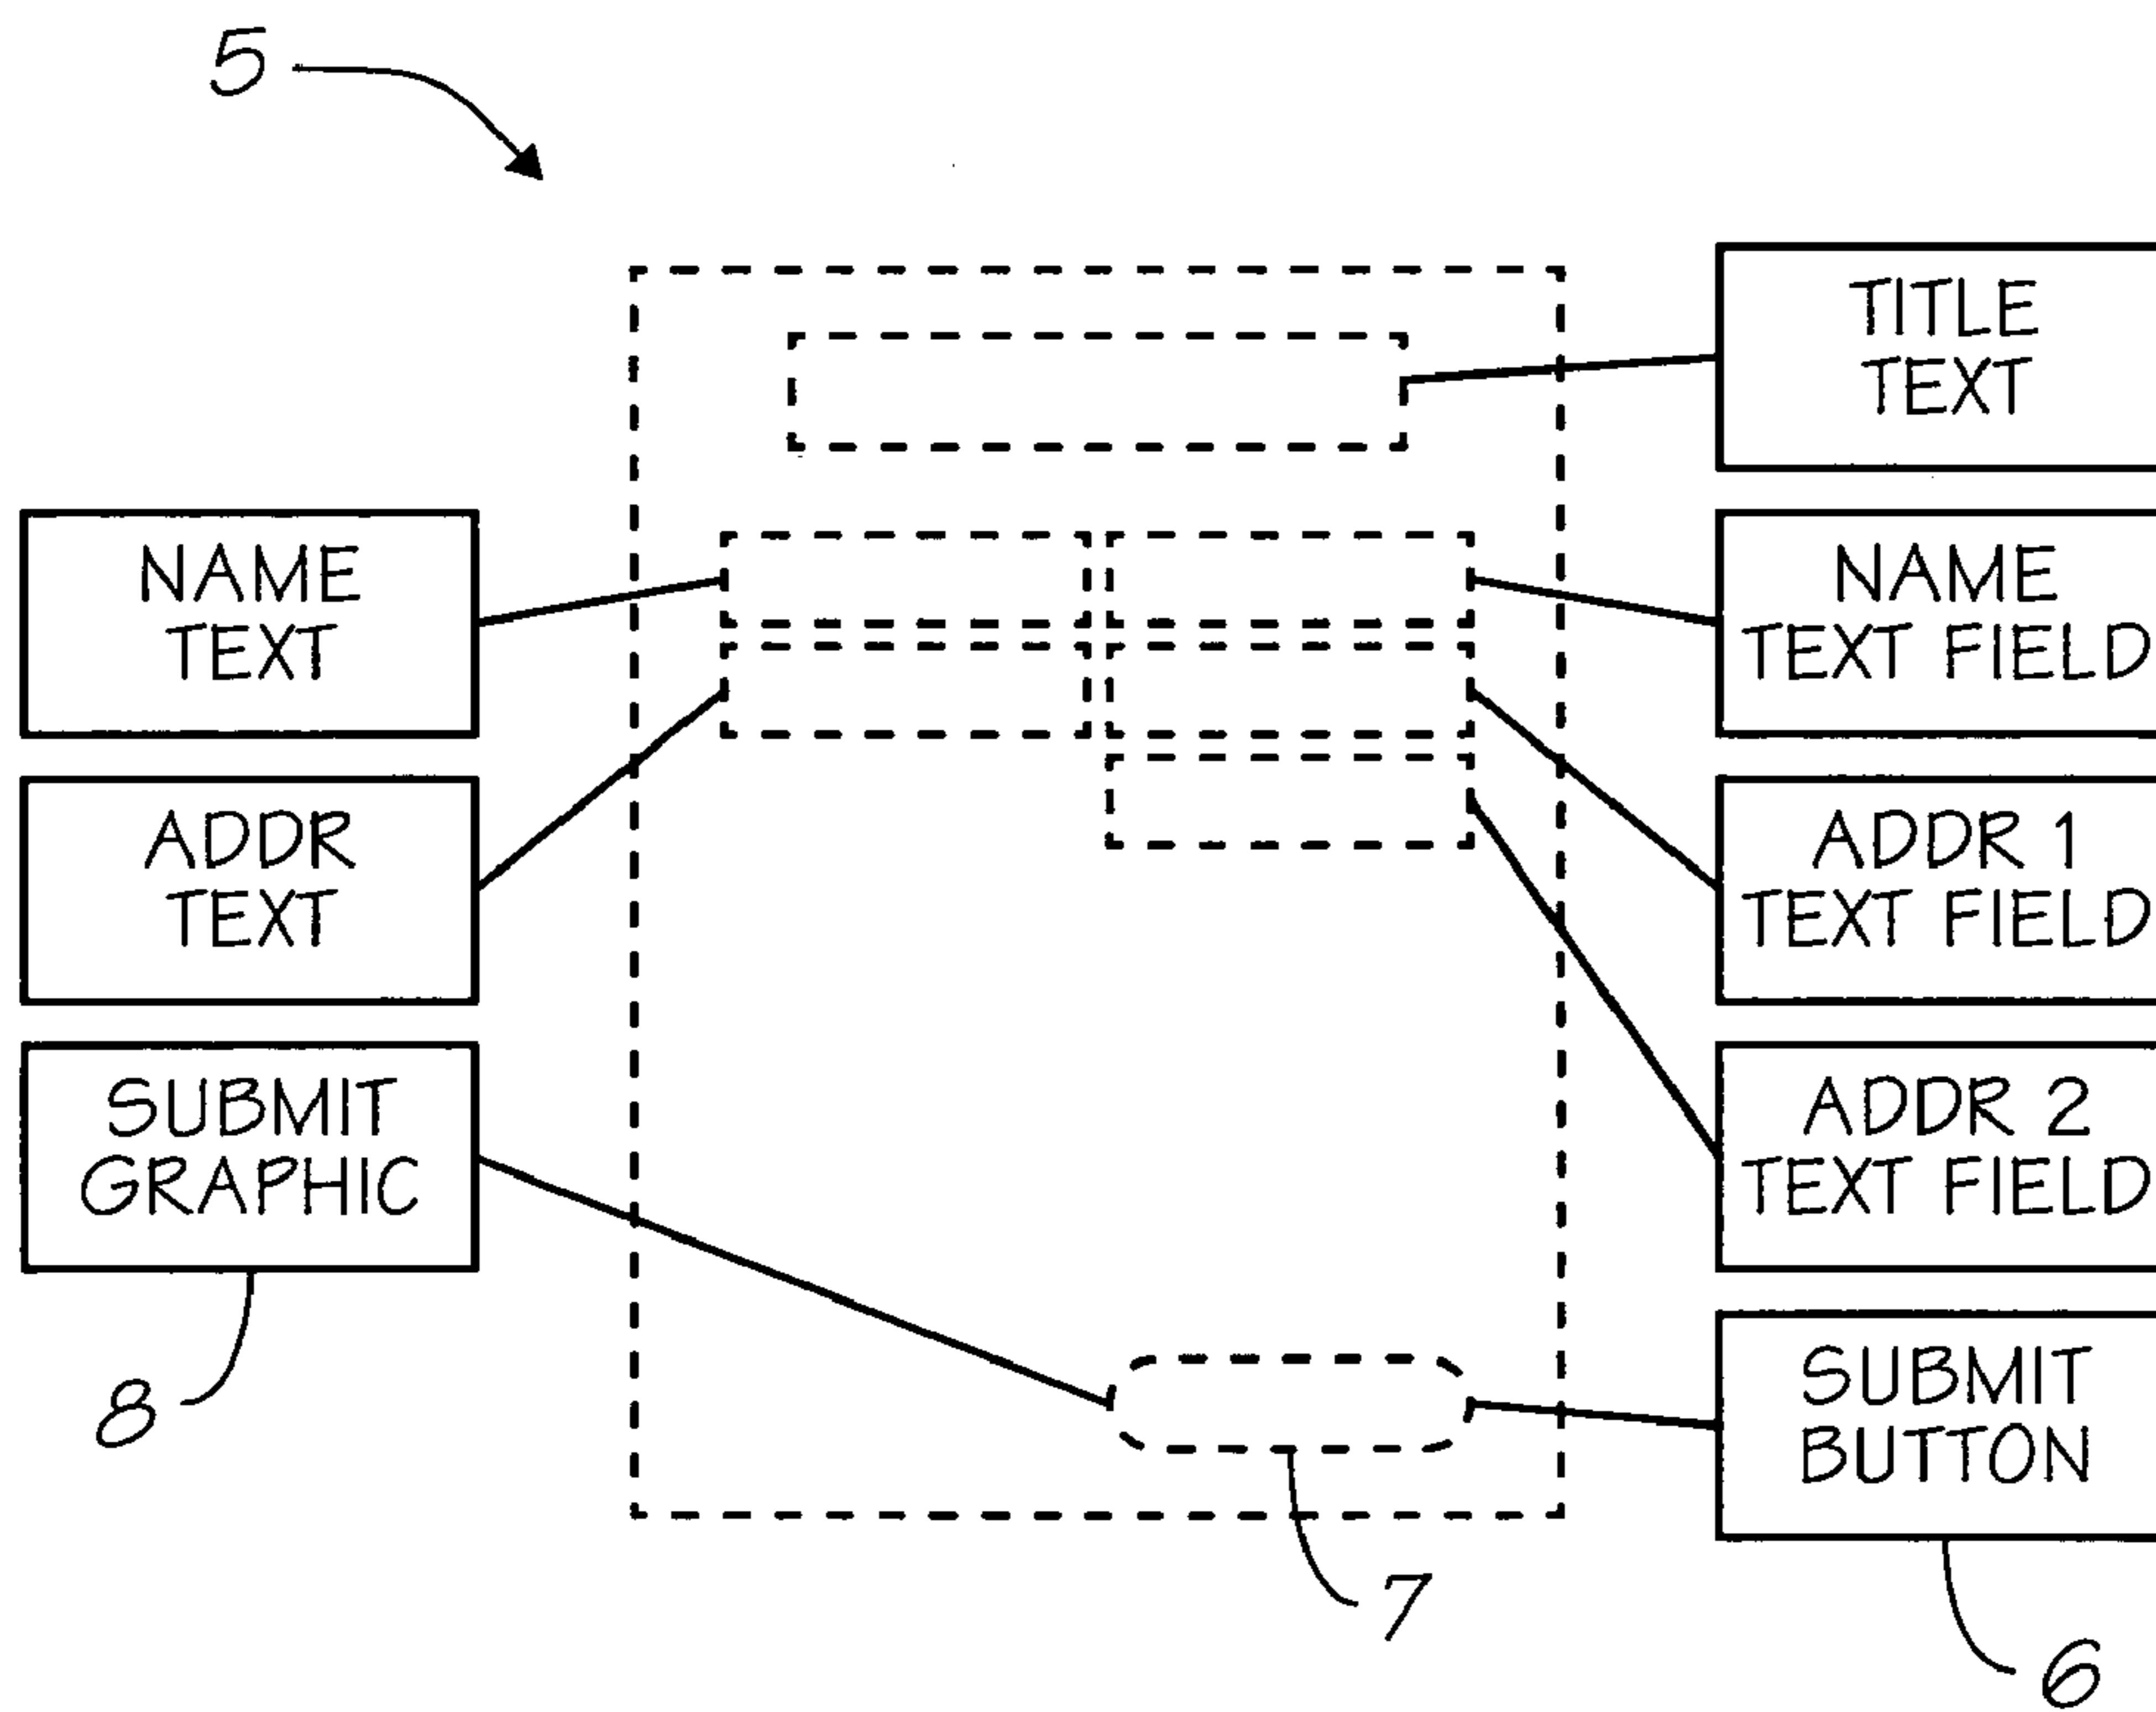 5
TITLE
TEXT
NAME
TEXT
NAME
TEXT FIELD
ADDR
TEXT
ADDR 1
TEXT FIELD
SUBMIT
GRAPHIC
ADDR 2
TEXT FIELD
8
SUBMIT
BUTTON
7
6